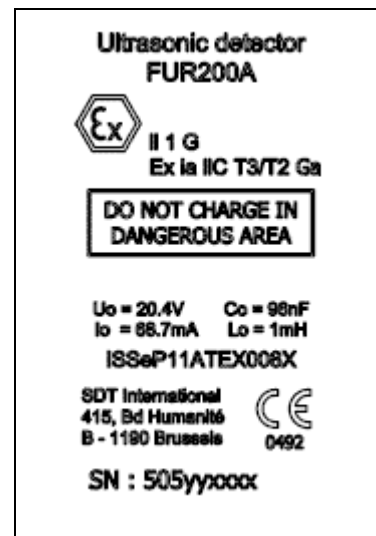 Ultrasonic detector
FUR200A
Ex
II 1 G
Ex ia IIC T3/T2 Ga
DO NOT CHARGE IN
DANGEROUS AREA
Uo = 20.4V Co = 98nF
Io = 68.7mA Lo = 1mH
ISSeP11ATEX008X
SDT International
415, Bd Humanité
B - 1190 Brussels
CE
0492
SN : 505yyxxxx